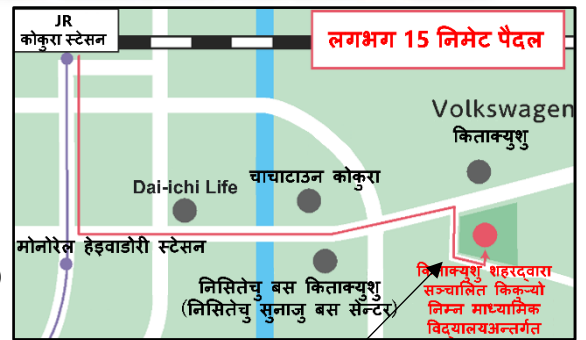 JR
कोकुरा स्टेसन
लगभग 15 निमेट पैदल
Volkswagen
किताक्युशु
चाचाटाउन कोकुरा
Dai-ichi Life
मोनोरेल हेइवाडोरी स्टेसन
निसितेचु बस किताक्युशु
(निसितेचु सुनाजु बस सेन्टर)
किताक्युशु शहरद्वारा
सञ्चालित किकुऱ्यो
निम्न माध्यामिक
विद्यालयअन्तर्गत